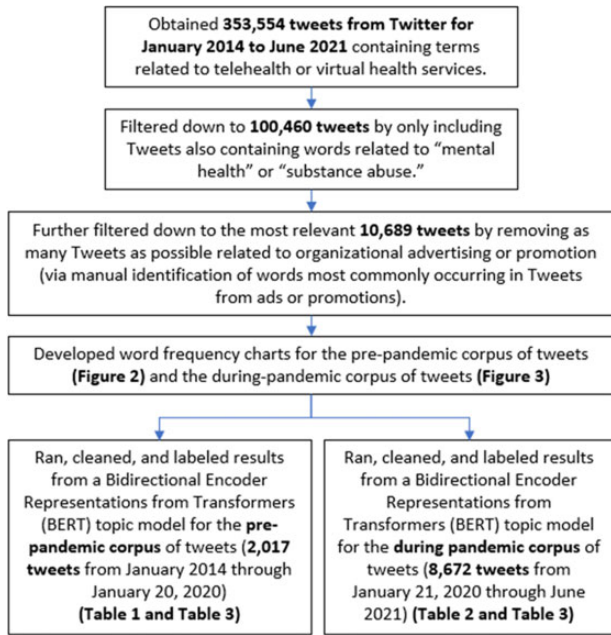 Obtained 353,554 tweets from Twitter for
January 2014 to June 2021 containing terms
related to telehealth or virtual health services.
Filtered down to 100,460 tweets by only including
Tweets also containing words related to “mental
health” or “substance abuse.”
Further filtered down to the most relevant 10,689 tweets by removing as
many Tweets as possible related to organizational advertising or promotion
(via manual identification of words most commonly occurring in Tweets
from ads or promotions).
Developed word frequency charts for the pre-pandemic corpus of tweets
(Figure 2) and the during-pandemic corpus of tweets (Figure 3)
Ran, cleaned, and labeled results
from a Bidirectional Encoder
Representations from Transformers
(BERT) topic model for the pre-
pandemic corpus of tweets (2,017
tweets from January 2014 through
January 20, 2020)
(Table 1 and Table 3)
Ran, cleaned, and labeled results
from a Bidirectional Encoder
Representations from
Transformers (BERT) topic model
for the during pandemic corpus of
tweets (8,672 tweets from
January 21, 2020 through June
2021) (Table 2 and Table 3)